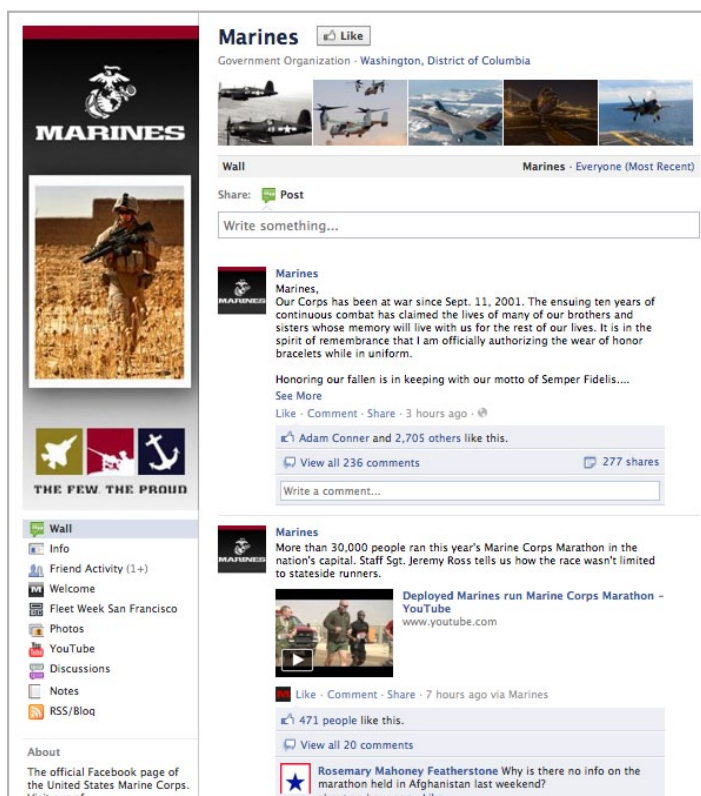 MARINES
THE FEW. THE PROUD
Wall
Info
Friend Activity (1+)
Welcome
Fleet Week San Francisco
Photos
YouTube
Discussions
Notes
RSS/Blog
About
The official Facebook page of
the United States Marine Corps.
Marines Like
Government Organization · Washington, District of Columbia
Wall Marines · Everyone (Most Recent)
Share: Post
Write something...
MARINES
Marines
Marines,
Our Corps has been at war since Sept. 11, 2001. The ensuing ten years of
continuous combat has claimed the lives of many of our brothers and
sisters whose memory will live with us for the rest of our lives. It is in the
spirit of remembrance that I am officially authorizing the wear of honor
bracelets while in uniform.
Honoring our fallen is in keeping with our motto of Semper Fidelis....
See More
Like · Comment · Share · 3 hours ago ·
Adam Conner and 2,705 others like this.
View all 236 comments 277 shares
Write a comment...
MARINES
Marines
More than 30,000 people ran this year's Marine Corps Marathon in the
nation's capital. Staff Sgt. Jeremy Ross tells us how the race wasn't limited
to stateside runners.
Deployed Marines run Marine Corps Marathon -
YouTube
www.youtube.com
Like · Comment · Share · 7 hours ago via Marines
471 people like this.
View all 20 comments
Rosemary Mahoney Featherstone Why is there no info on the
marathon held in Afghanistan last weekend?